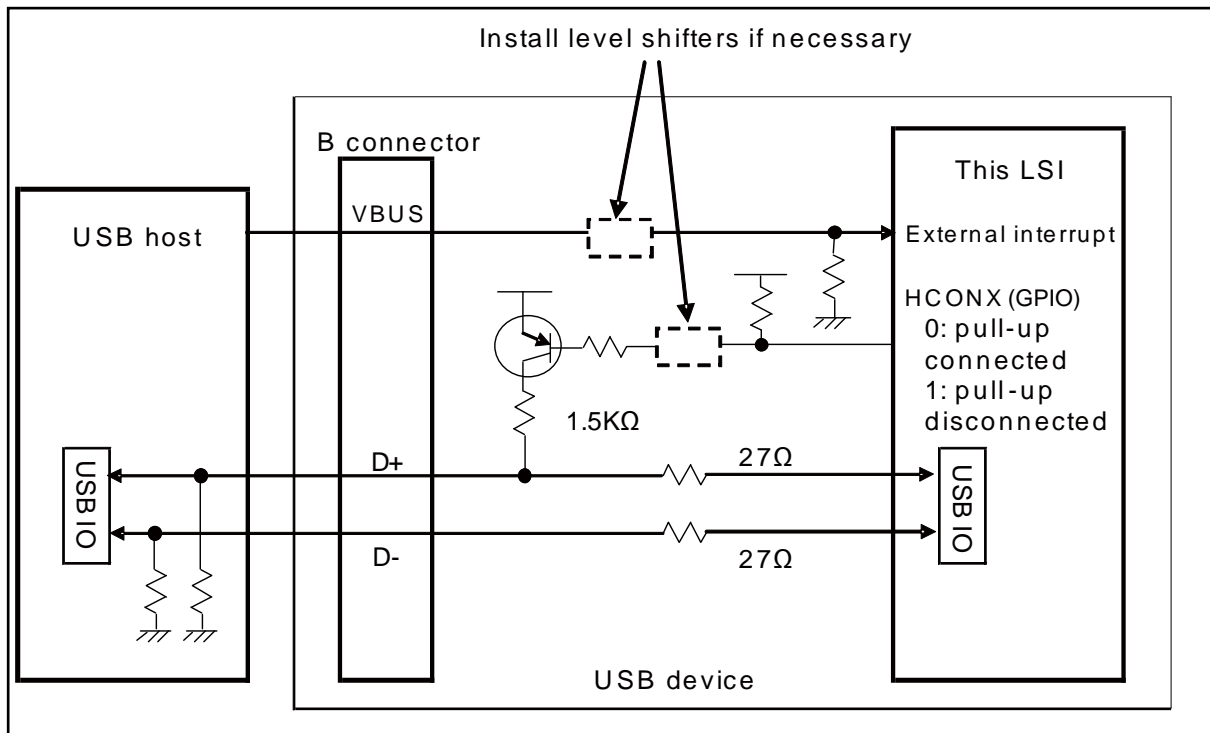 Install level shifters if necessary
B connector
This LSI
VBUS
USB host
External interrupt
HCONX (GPIO)
0: pull-up
connected
1: pull-up
disconnected
1.5KΩ
D+
27Ω
USB IO
USB IO
D-
27Ω
USB device